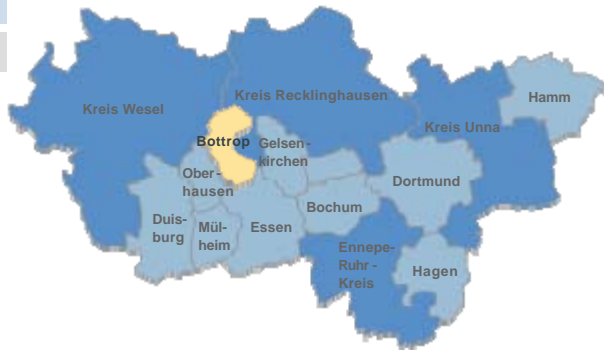 Kreis Wesel
Kreis Recklinghausen
Hamm
Kreis Unna
Bottrop
Gelsen-
kirchen
Ober-
hausen
Dortmund
Bochum
Duis-
burg
Mül-
heim
Essen
Ennepe-
Ruhr-
Kreis
Hagen